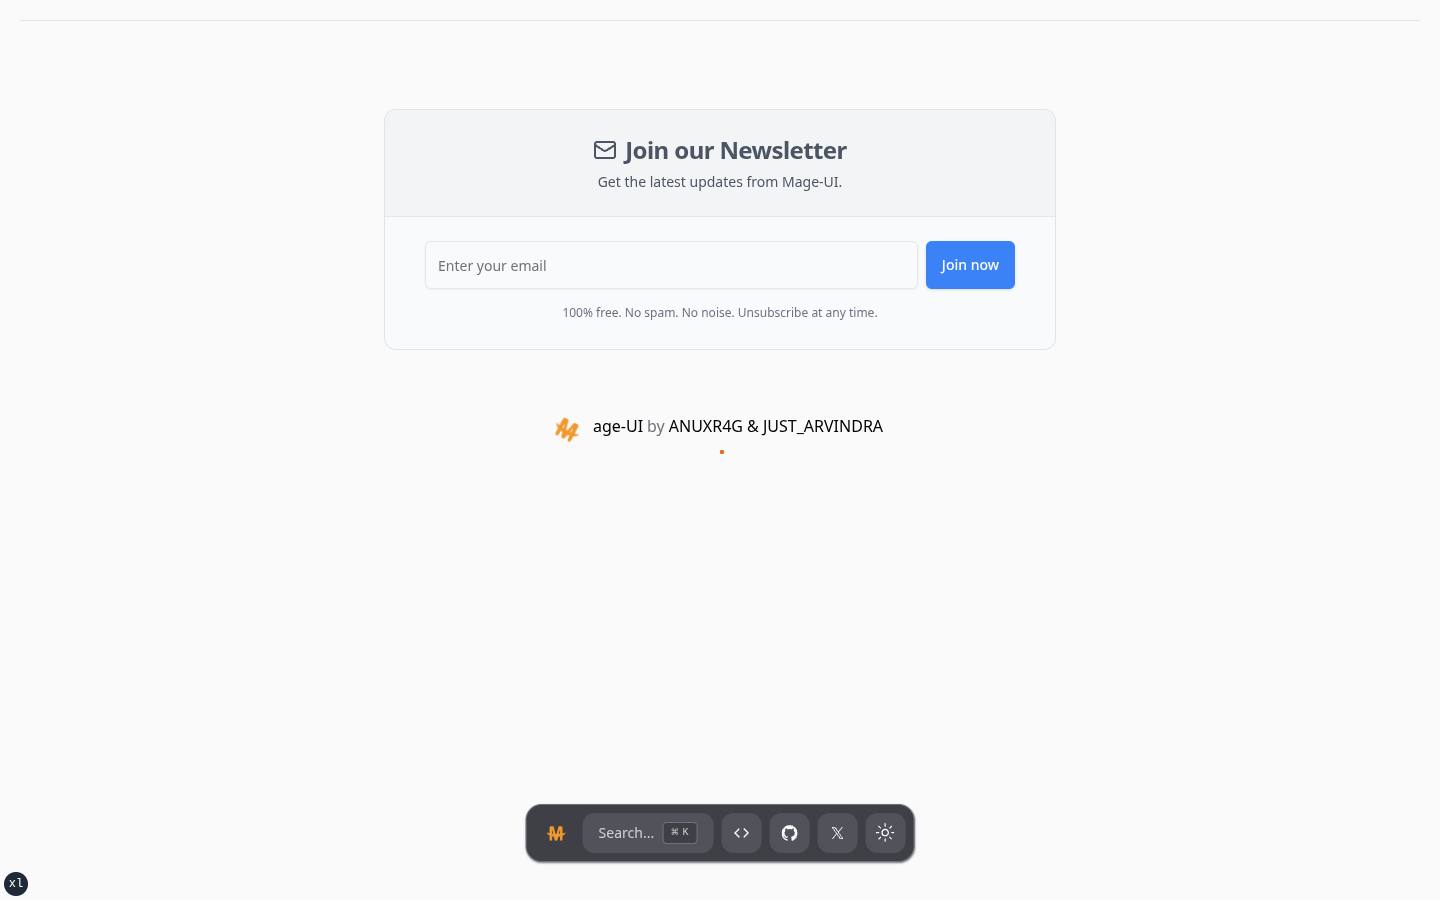 Join our Newsletter
Get the latest updates from Mage-UI.
Enter your email
Join now
100% free. No spam. No noise. Unsubscribe at any time.
age-UI by ANUXR4G & JUST_ARVINDRA
Search... ⌘ K
𝕏
xl